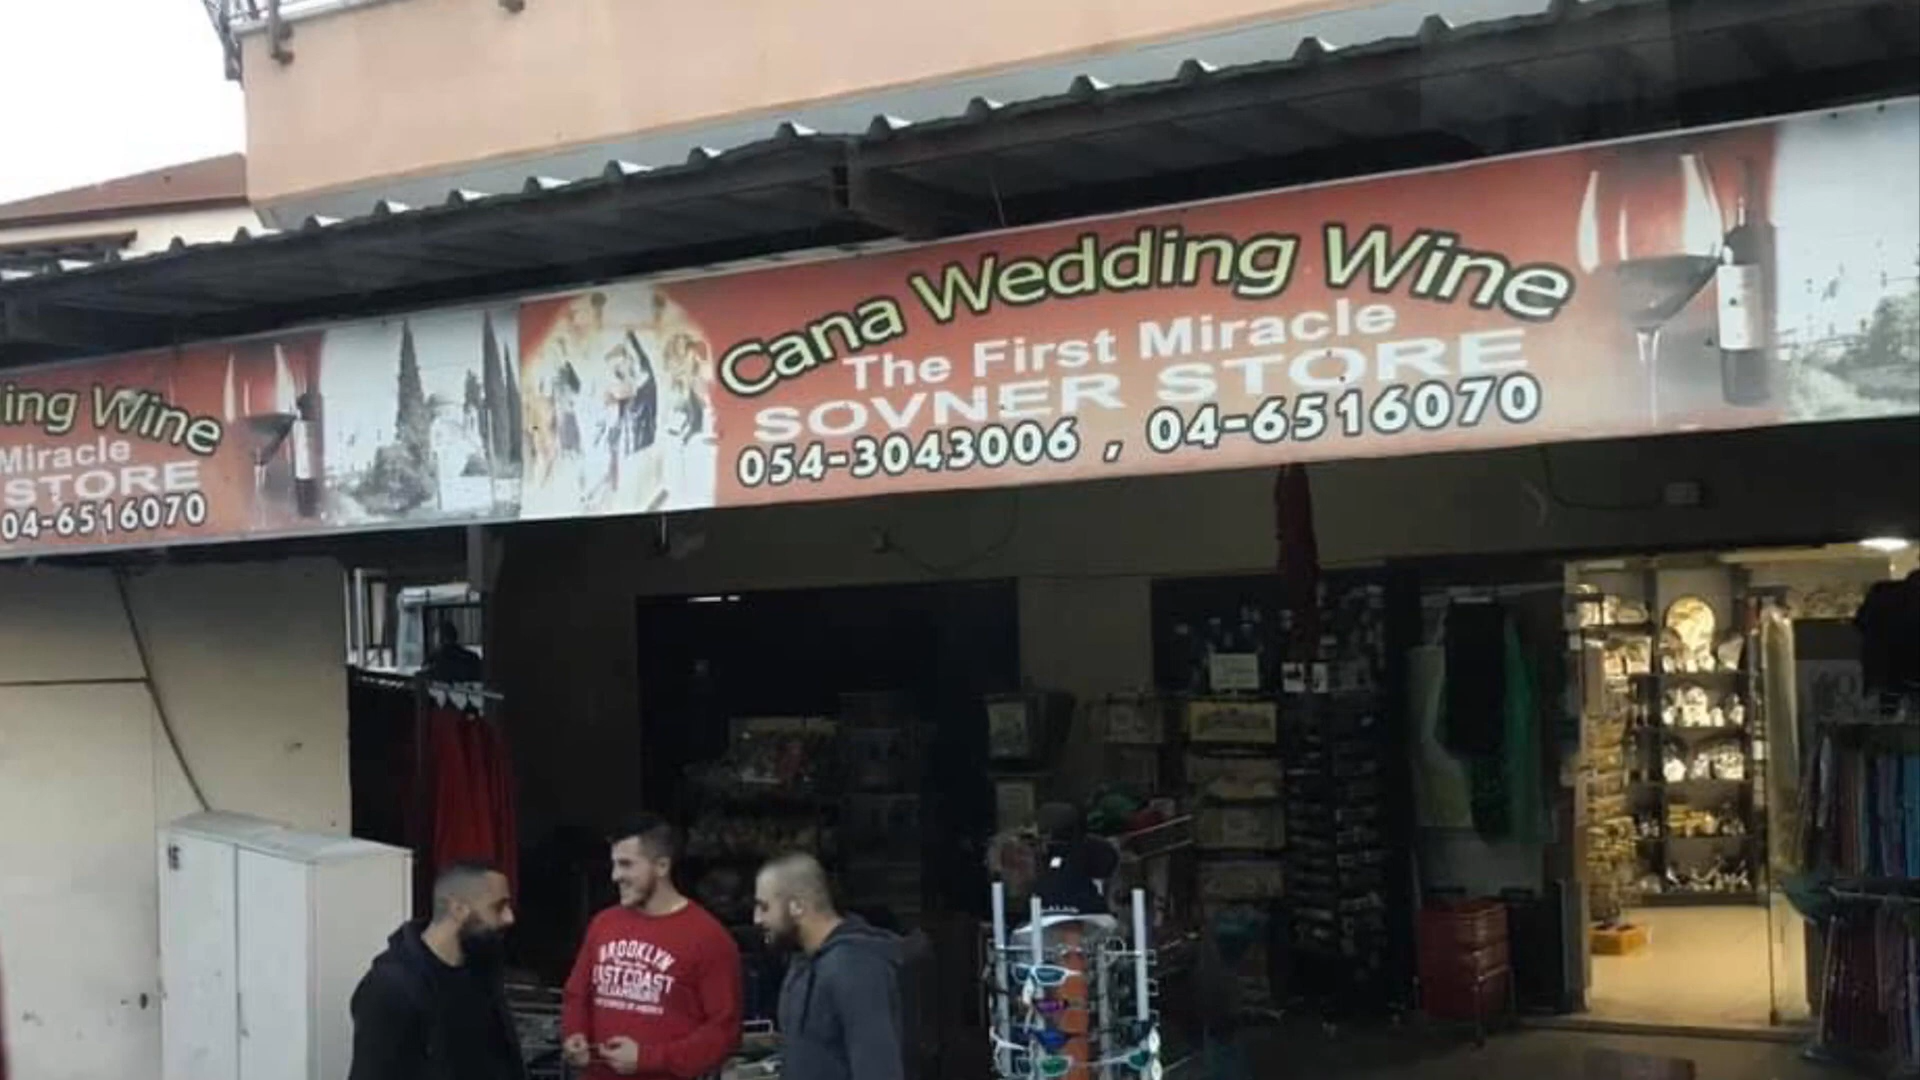 ing Wine
Miracle
STORE
04-6516070
Cana Wedding Wine
The First Miracle
SOVNER STORE
054-3043006 , 04-6516070
BROOKLYN
EAST COAST